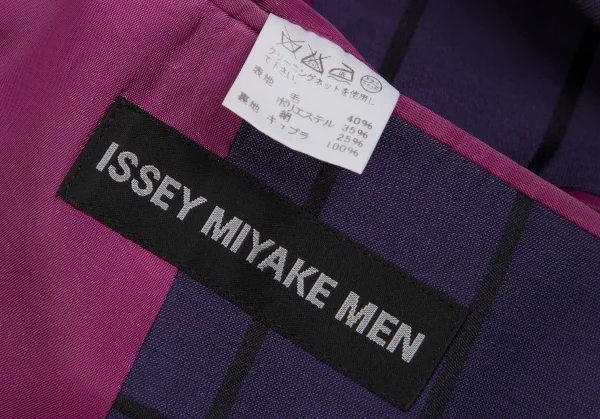 クリーニングネットを使用し
て下さい。
表地 毛 40%
ポリエステル 35%
絹 25%
裏地 キュプラ 100%
ISSEY MIYAKE MEN